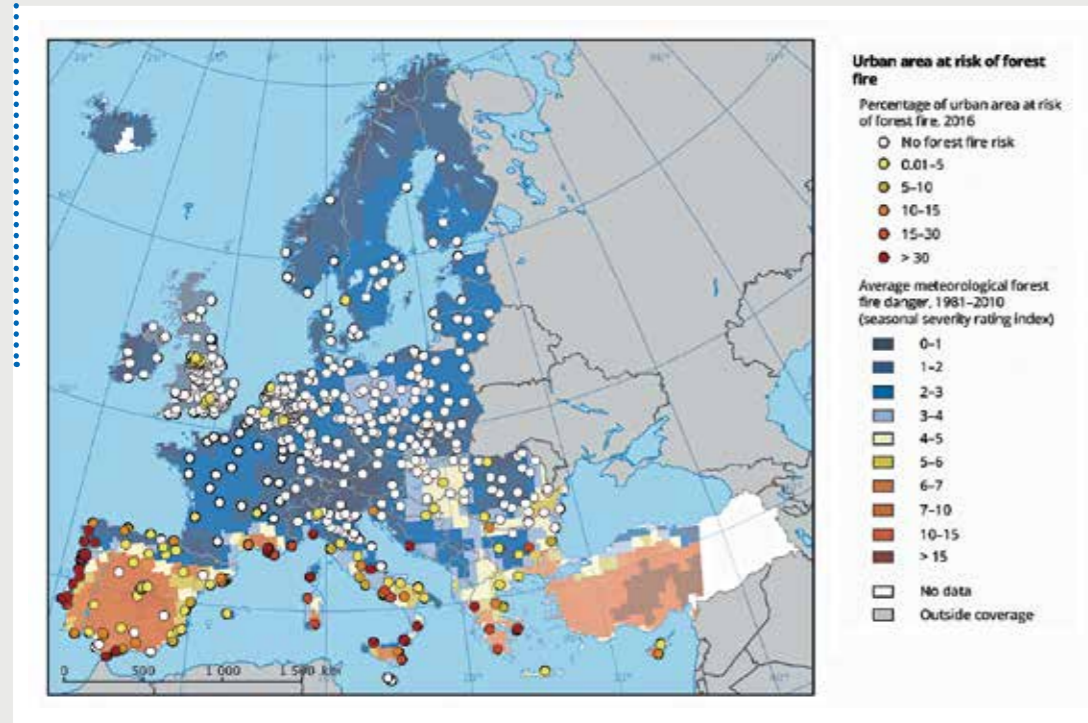 Urban area at risk of forest
fire
Percentage of urban area at risk
of forest fire, 2016
No forest fire risk
0.01–5
5–10
10–15
15–30
> 30
Average meteorological forest
fire danger, 1981–2010
(seasonal severity rating index)
0–1
1–2
2–3
3–4
4–5
5–6
6–7
7–10
10–15
> 15
No data
Outside coverage
0 500 1 000 1 500 km